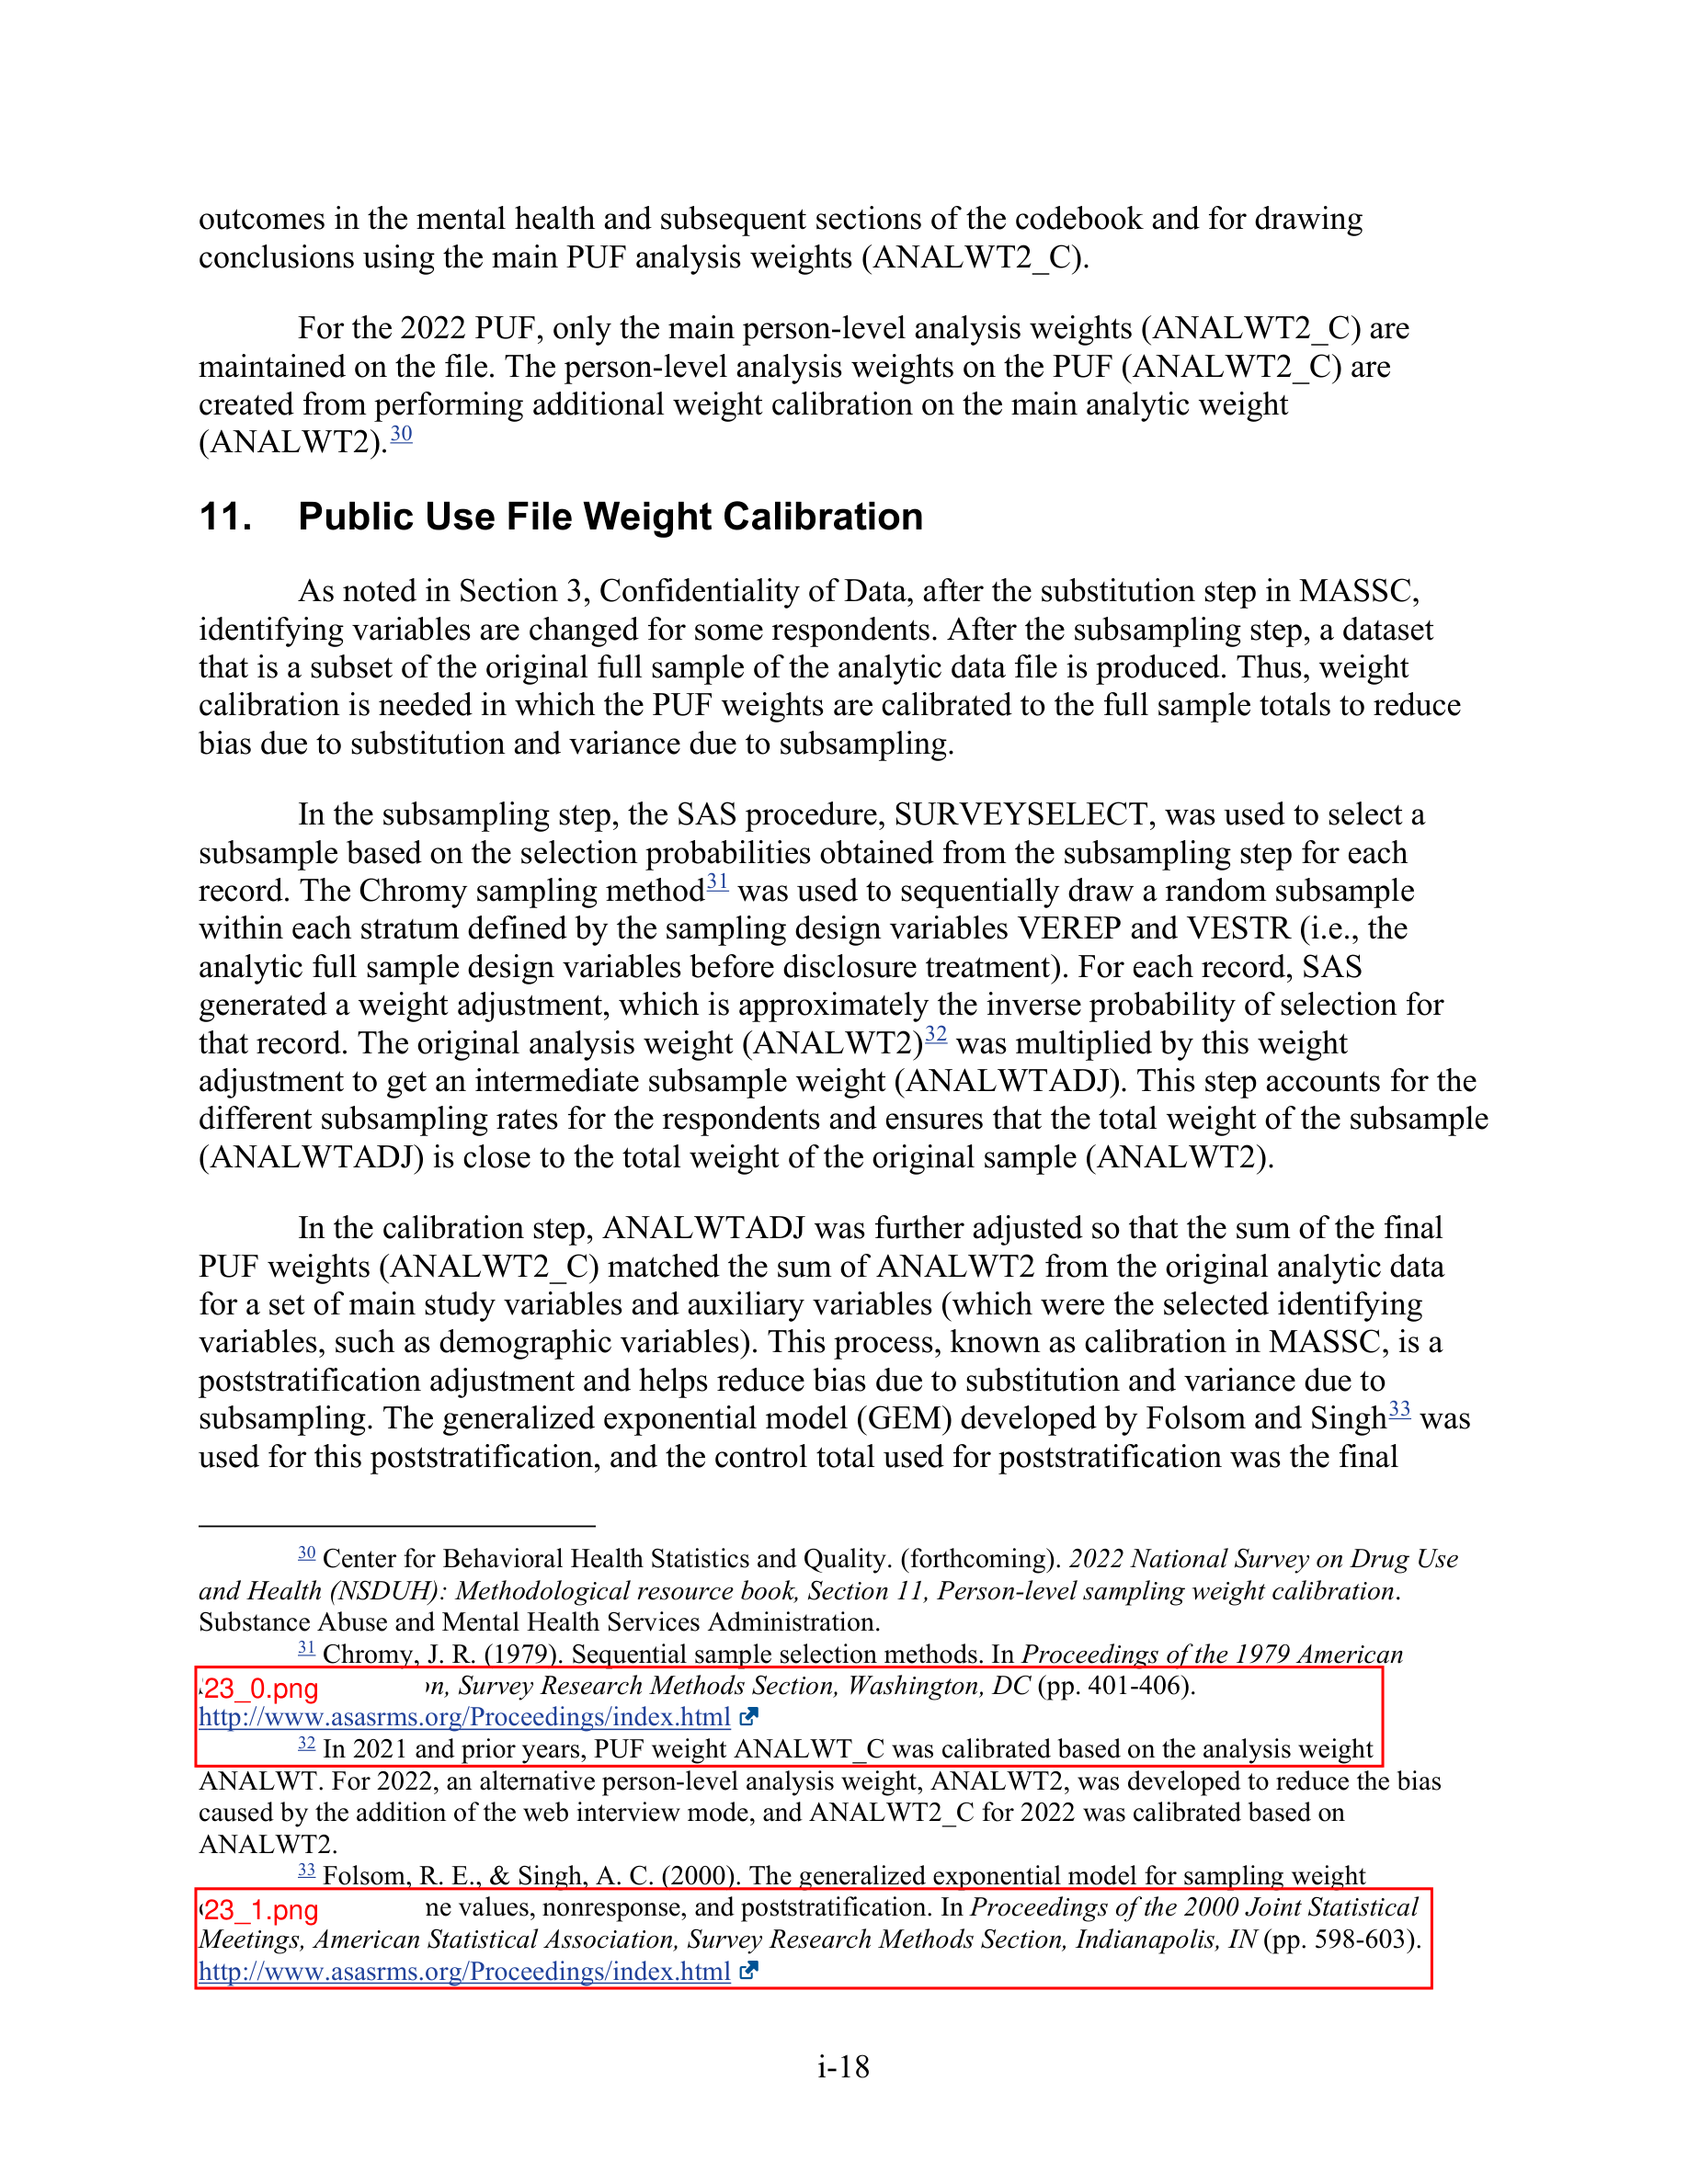 outcomes in the mental health and subsequent sections of the codebook and for drawing
conclusions using the main PUF analysis weights (ANALWT2_C).
For the 2022 PUF, only the main person-level analysis weights (ANALWT2_C) are
maintained on the file. The person-level analysis weights on the PUF (ANALWT2_C) are
created from performing additional weight calibration on the main analytic weight
(ANALWT2).30
11. Public Use File Weight Calibration
As noted in Section 3, Confidentiality of Data, after the substitution step in MASSC,
identifying variables are changed for some respondents. After the subsampling step, a dataset
that is a subset of the original full sample of the analytic data file is produced. Thus, weight
calibration is needed in which the PUF weights are calibrated to the full sample totals to reduce
bias due to substitution and variance due to subsampling.
In the subsampling step, the SAS procedure, SURVEYSELECT, was used to select a
subsample based on the selection probabilities obtained from the subsampling step for each
record. The Chromy sampling method31 was used to sequentially draw a random subsample
within each stratum defined by the sampling design variables VEREP and VESTR (i.e., the
analytic full sample design variables before disclosure treatment). For each record, SAS
generated a weight adjustment, which is approximately the inverse probability of selection for
that record. The original analysis weight (ANALWT2)32 was multiplied by this weight
adjustment to get an intermediate subsample weight (ANALWTADJ). This step accounts for the
different subsampling rates for the respondents and ensures that the total weight of the subsample
(ANALWTADJ) is close to the total weight of the original sample (ANALWT2).
In the calibration step, ANALWTADJ was further adjusted so that the sum of the final
PUF weights (ANALWT2_C) matched the sum of ANALWT2 from the original analytic data
for a set of main study variables and auxiliary variables (which were the selected identifying
variables, such as demographic variables). This process, known as calibration in MASSC, is a
poststratification adjustment and helps reduce bias due to substitution and variance due to
subsampling. The generalized exponential model (GEM) developed by Folsom and Singh33 was
used for this poststratification, and the control total used for poststratification was the final
30 Center for Behavioral Health Statistics and Quality. (forthcoming). 2022 National Survey on Drug Use
and Health (NSDUH): Methodological resource book, Section 11, Person-level sampling weight calibration.
Substance Abuse and Mental Health Services Administration.
31 Chromy, J. R. (1979). Sequential sample selection methods. In Proceedings of the 1979 American
23_0.png n, Survey Research Methods Section, Washington, DC (pp. 401-406).
http://www.asasrms.org/Proceedings/index.html
32 In 2021 and prior years, PUF weight ANALWT_C was calibrated based on the analysis weight
ANALWT. For 2022, an alternative person-level analysis weight, ANALWT2, was developed to reduce the bias
caused by the addition of the web interview mode, and ANALWT2_C for 2022 was calibrated based on
ANALWT2.
33 Folsom, R. E., & Singh, A. C. (2000). The generalized exponential model for sampling weight
23_1.png ne values, nonresponse, and poststratification. In Proceedings of the 2000 Joint Statistical
Meetings, American Statistical Association, Survey Research Methods Section, Indianapolis, IN (pp. 598-603).
http://www.asasrms.org/Proceedings/index.html
i-18